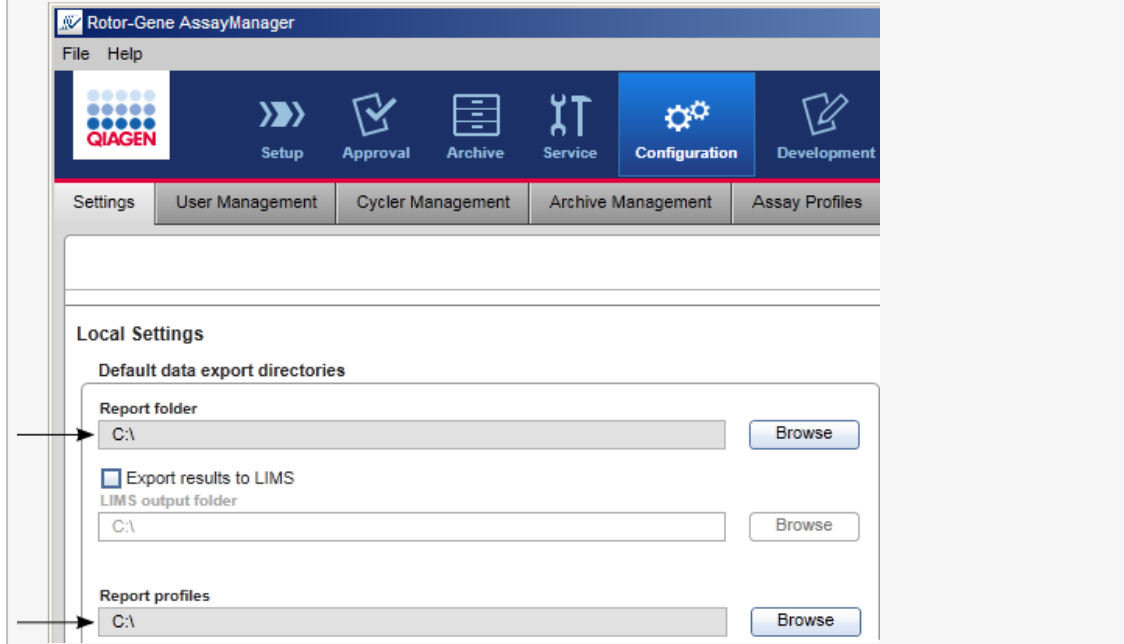 Rotor-Gene AssayManager
File Help
QIAGEN
Setup Approval Archive Service Configuration Development
Settings User Management Cycler Management Archive Management Assay Profiles
Local Settings
Default data export directories
Report folder
C:\ Browse
Export results to LIMS
LIMS output folder
C:\ Browse
Report profiles
C:\ Browse